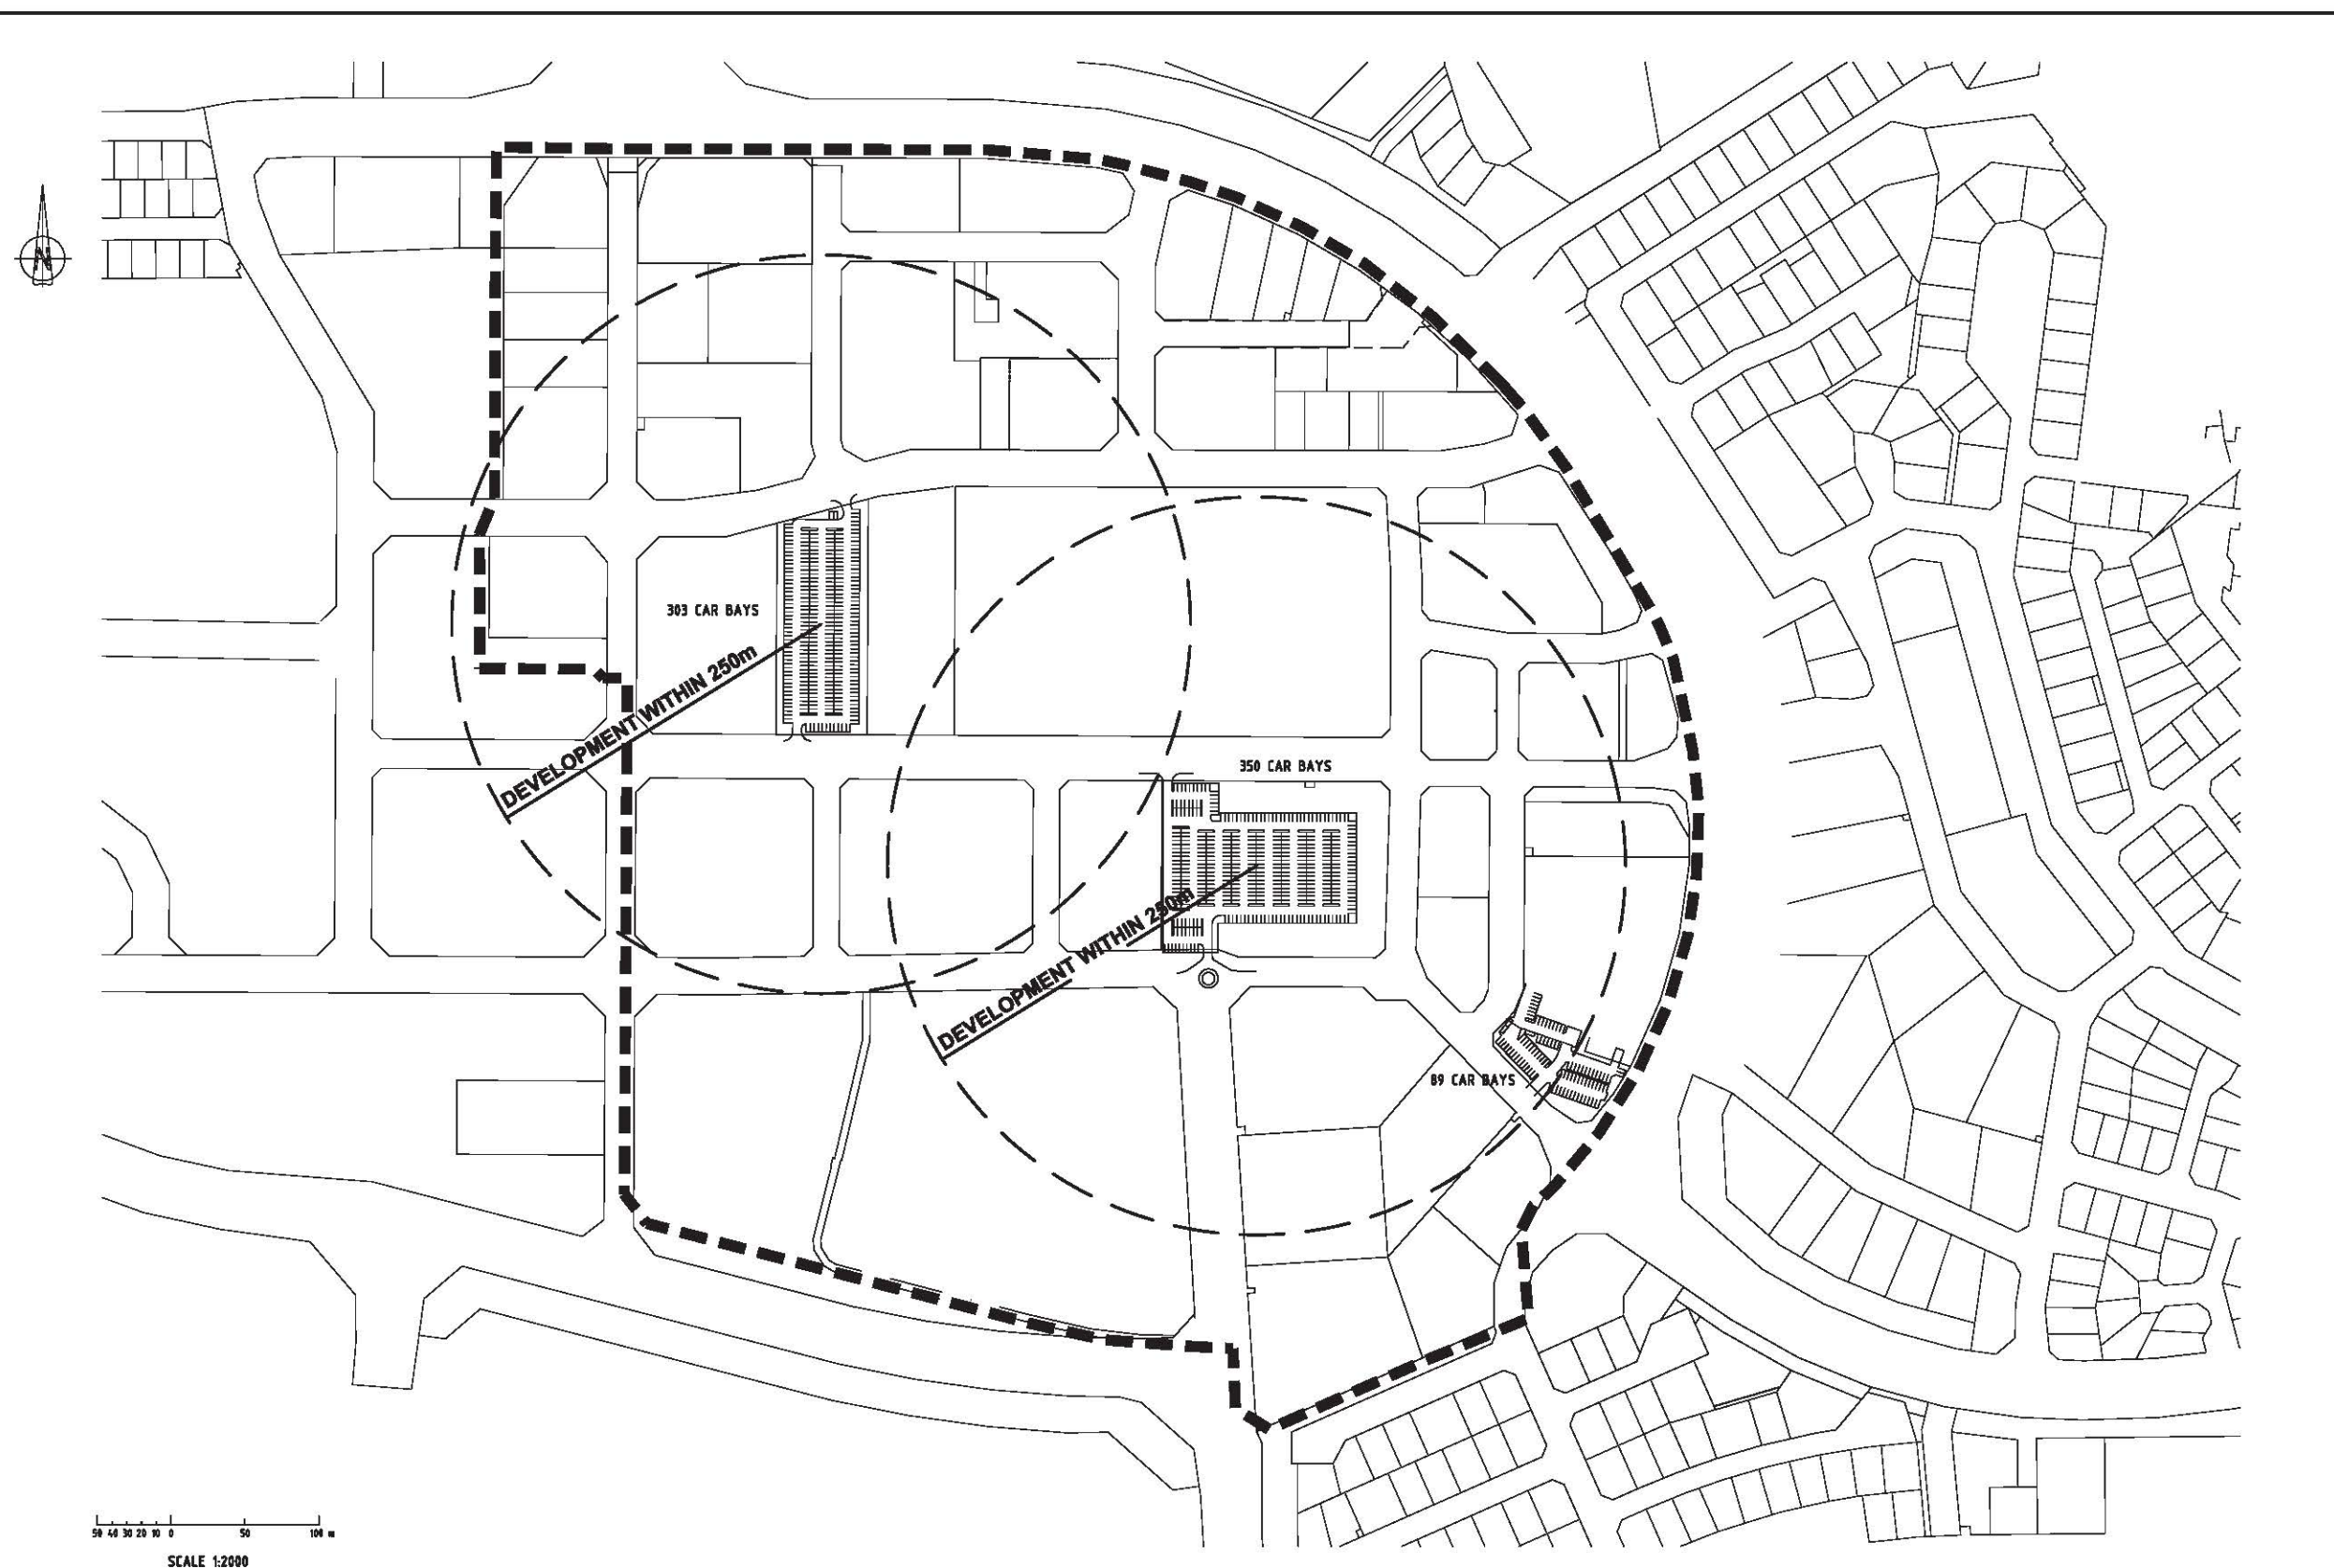 N
303 CAR BAYS
DEVELOPMENT WITHIN 250m
350 CAR BAYS
DEVELOPMENT WITHIN 250m
89 CAR BAYS
50 40 30 20 10 0 50 100 m
SCALE 1:2000